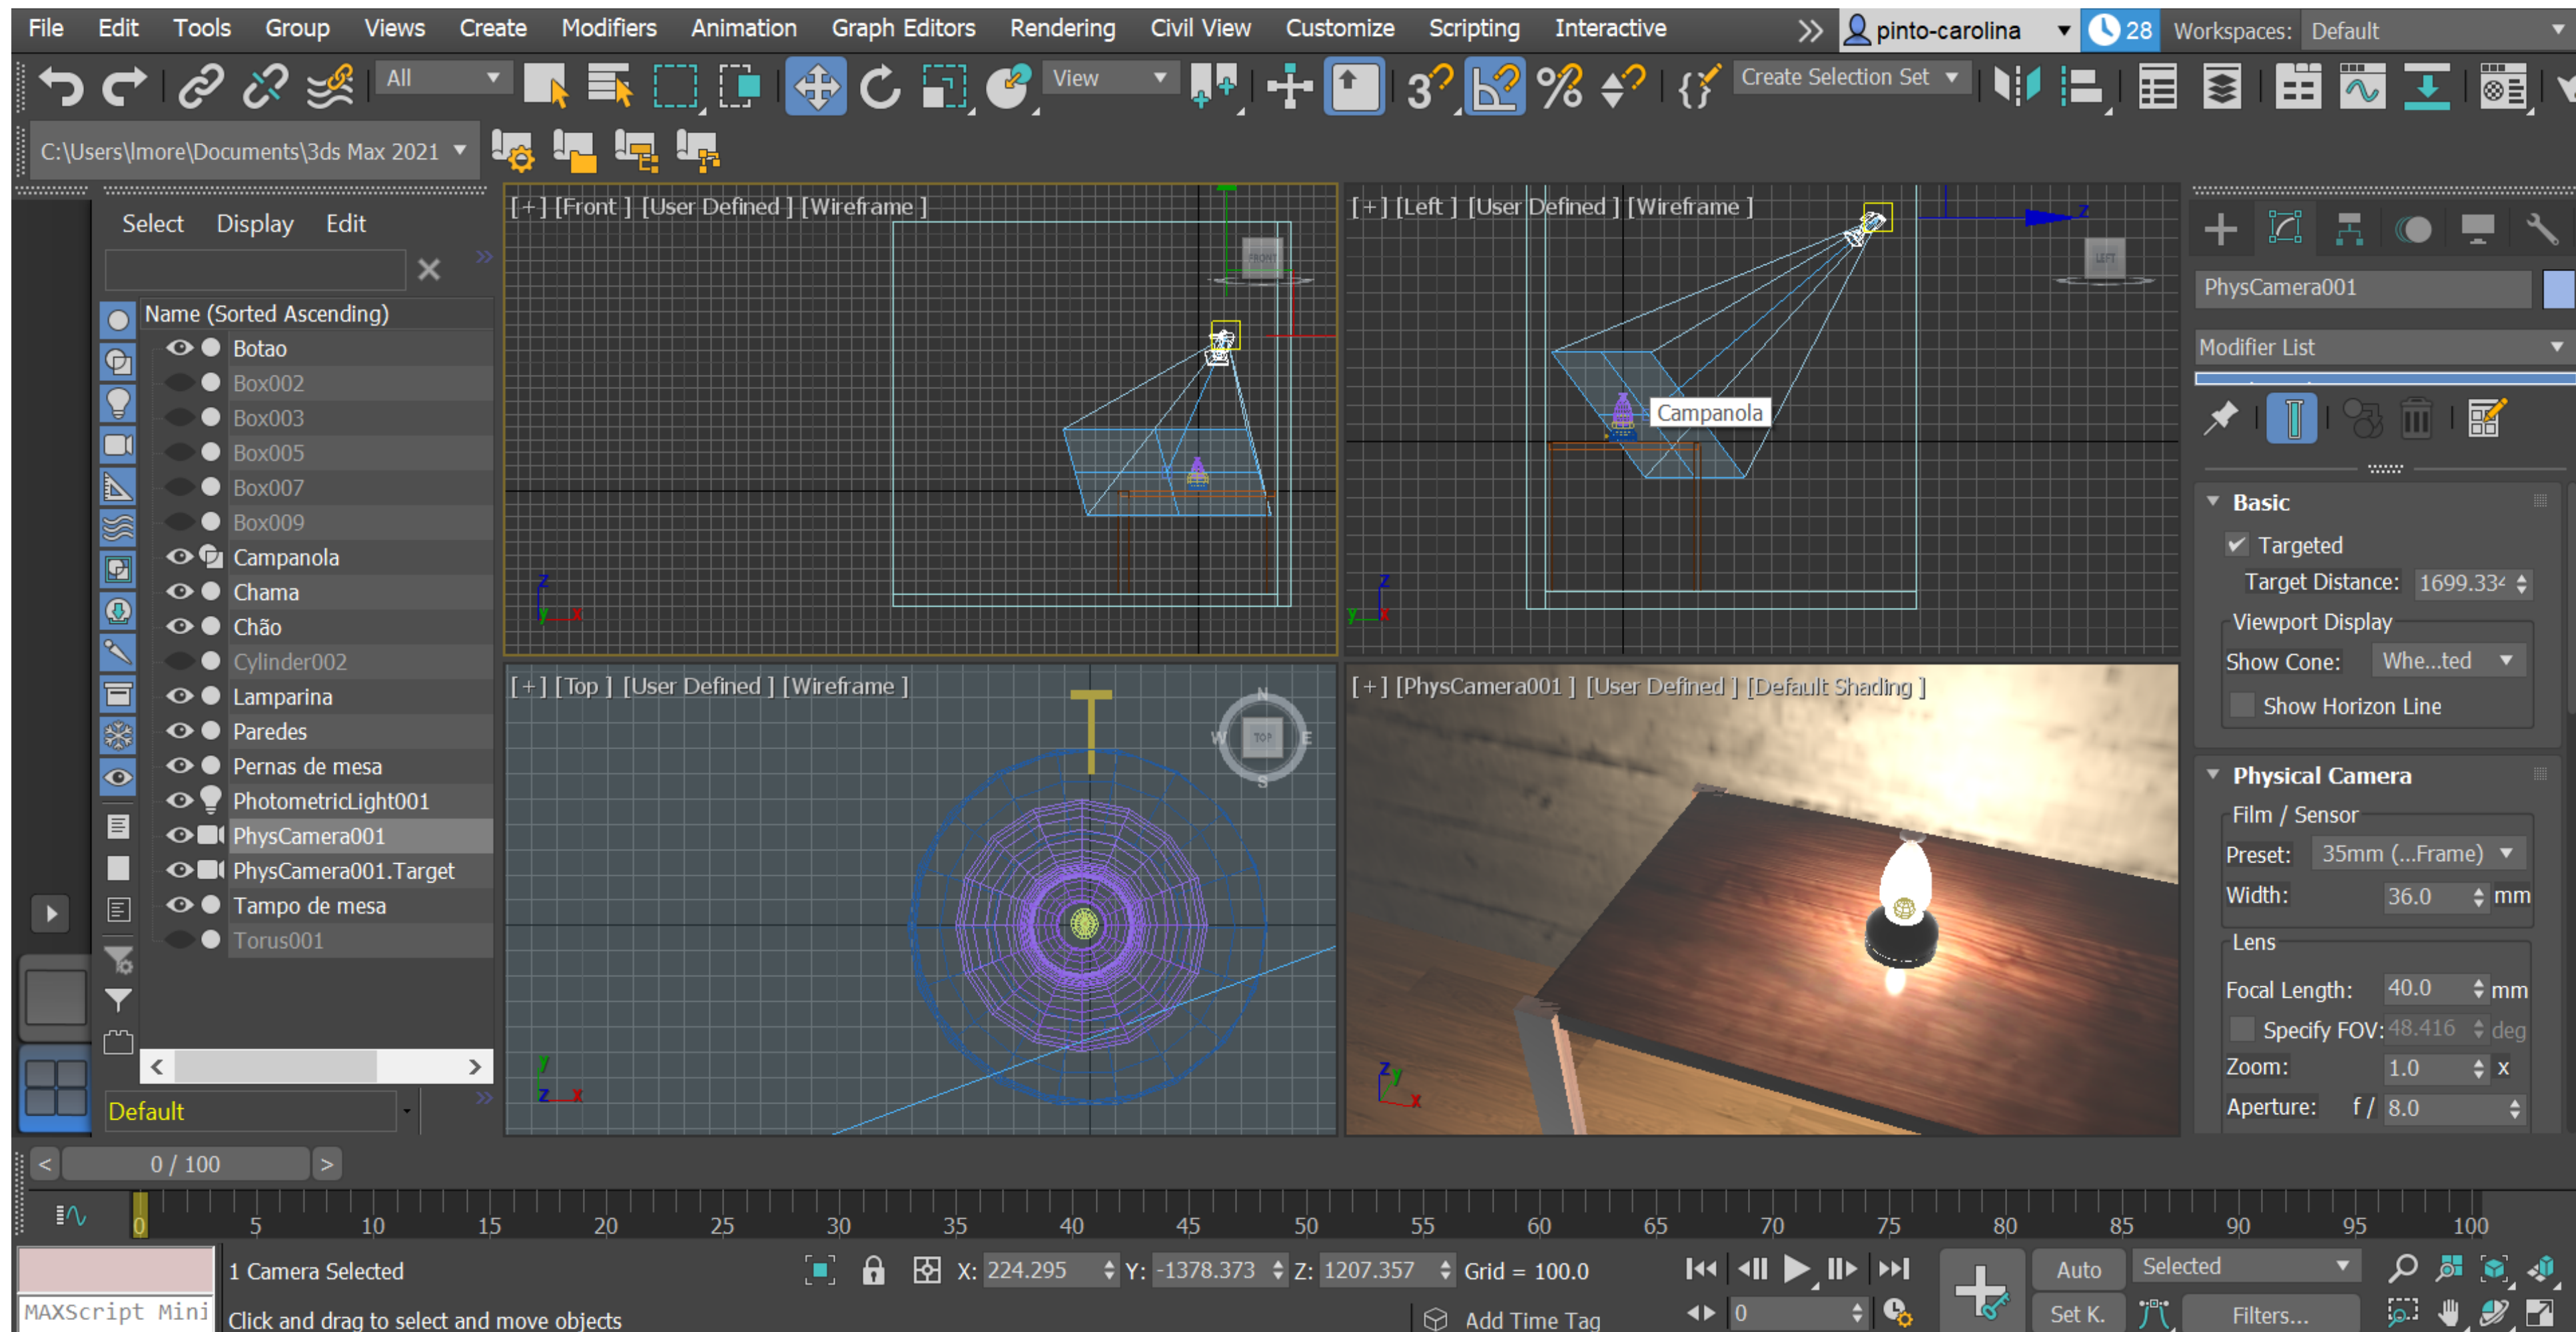 File Edit Tools Group Views Create Modifiers Animation Graph Editors Rendering Civil View Customize Scripting Interactive pinto-carolina 28 Workspaces: Default
All View Create Selection Set
C:\Users\lmore\Documents\3ds Max 2021
Select Display Edit
Name (Sorted Ascending)
Botao
Box002
Box003
Box005
Box007
Box009
Campanola
Chama
Chão
Cylinder002
Lamparina
Paredes
Pernas de mesa
PhotometricLight001
PhysCamera001
PhysCamera001.Target
Tampo de mesa
Torus001
Default
[+] [Front ] [User Defined ] [Wireframe ]
FRONT
z
y x
[+] [Left ] [User Defined ] [Wireframe ]
z
LEFT
Campanola
z
y x
[+] [Top ] [User Defined ] [Wireframe ]
N
W TOP E
S
y
z x
[+] [PhysCamera001 ] [User Defined ] [Default Shading ]
z y
x
PhysCamera001
Modifier List
Basic
Targeted
Target Distance: 1699.334
Viewport Display
Show Cone: Whe...ted
Show Horizon Line
Physical Camera
Film / Sensor
Preset: 35mm (...Frame)
Width: 36.0 mm
Lens
Focal Length: 40.0 mm
Specify FOV: 48.416 deg
Zoom: 1.0 x
Aperture: f / 8.0
< 0 / 100 >
0 5 10 15 20 25 30 35 40 45 50 55 60 65 70 75 80 85 90 95 100
1 Camera Selected X: 224.295 Y: -1378.373 Z: 1207.357 Grid = 100.0 Auto Selected
MAXScript Mini Click and drag to select and move objects Add Time Tag 0 Set K. Filters...